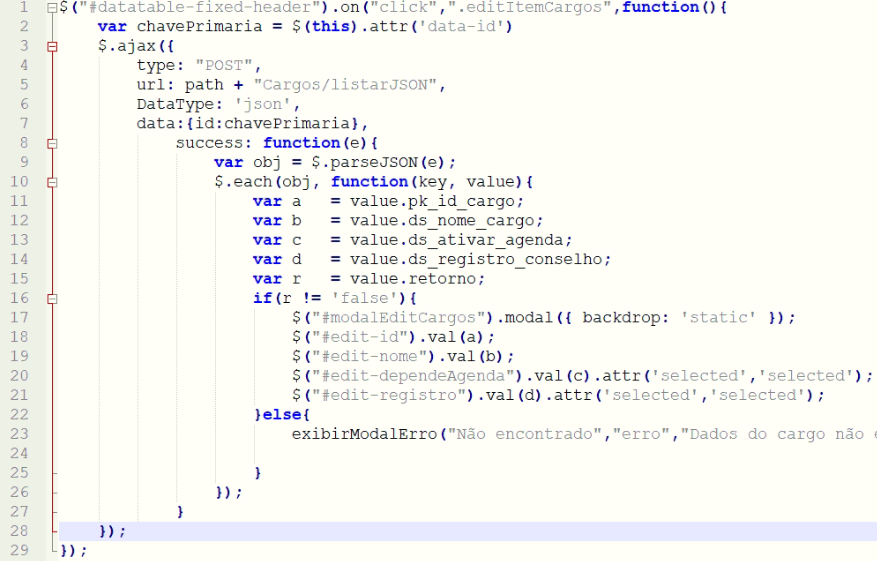 1 $("#datatable-fixed-header").on("click",".editItemCargos",function(){
2 var chavePrimaria = $(this).attr('data-id')
3 $.ajax({
4 type: "POST",
5 url: path + "Cargos/listarJSON",
6 DataType: 'json',
7 data:{id:chavePrimaria},
8 success: function(e){
9 var obj = $.parseJSON(e);
10 $.each(obj, function(key, value){
11 var a = value.pk_id_cargo;
12 var b = value.ds_nome_cargo;
13 var c = value.ds_ativar_agenda;
14 var d = value.ds_registro_conselho;
15 var r = value.retorno;
16 if(r != 'false'){
17 $("#modalEditCargos").modal({ backdrop: 'static' });
18 $("#edit-id").val(a);
19 $("#edit-nome").val(b);
20 $("#edit-dependeAgenda").val(c).attr('selected','selected');
21 $("#edit-registro").val(d).attr('selected','selected');
22 }else{
23 exibirModalErro("Não encontrado","erro","Dados do cargo não
24
25 }
26 });
27 }
28 });
29 });